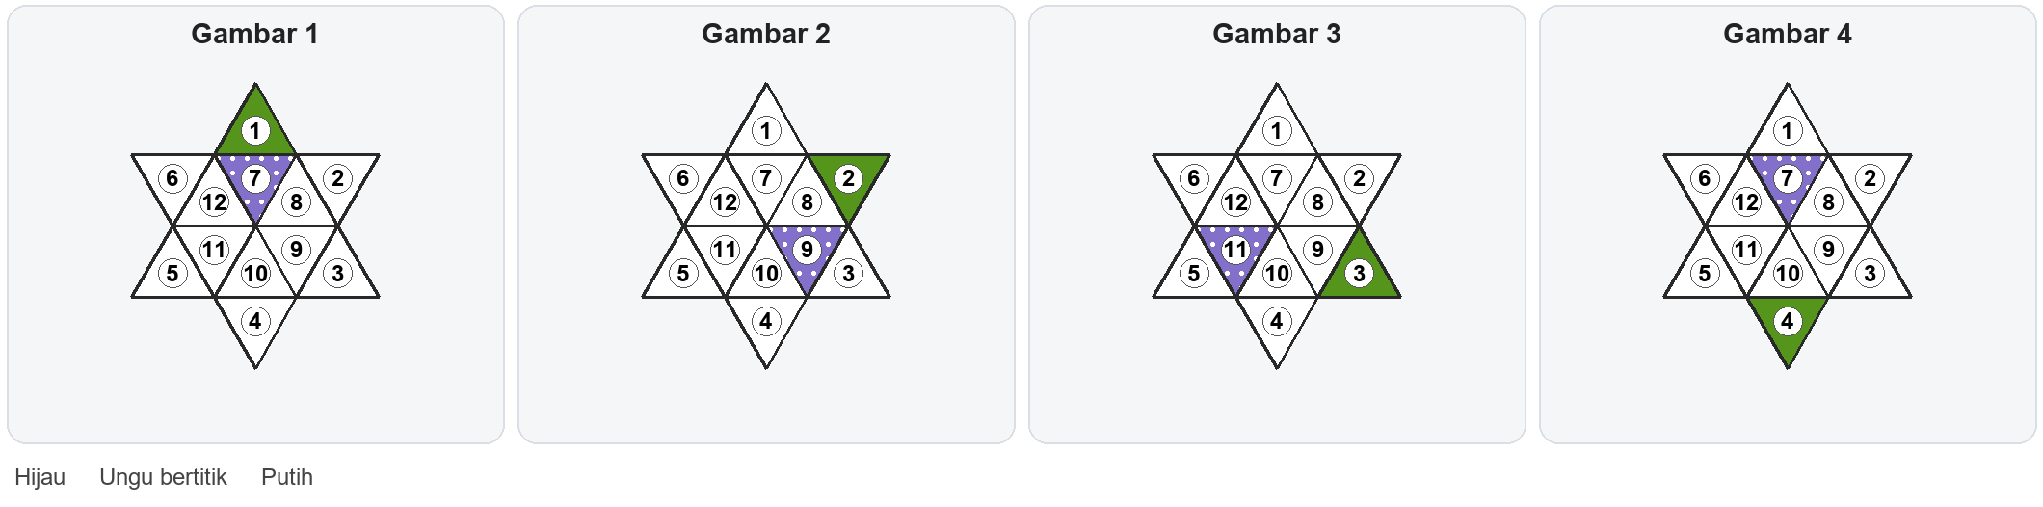 Gambar 1 Gambar 2 Gambar 3 Gambar 4
1 1 1 1
6 7 2 6 7 2 6 7 2 6 7 2
12 8 12 8 12 8 12 8
11 9 11 9 11 9 11 9
5 10 3 5 10 3 5 10 3 5 10 3
4 4 4 4
Hijau Ungu bertitik Putih